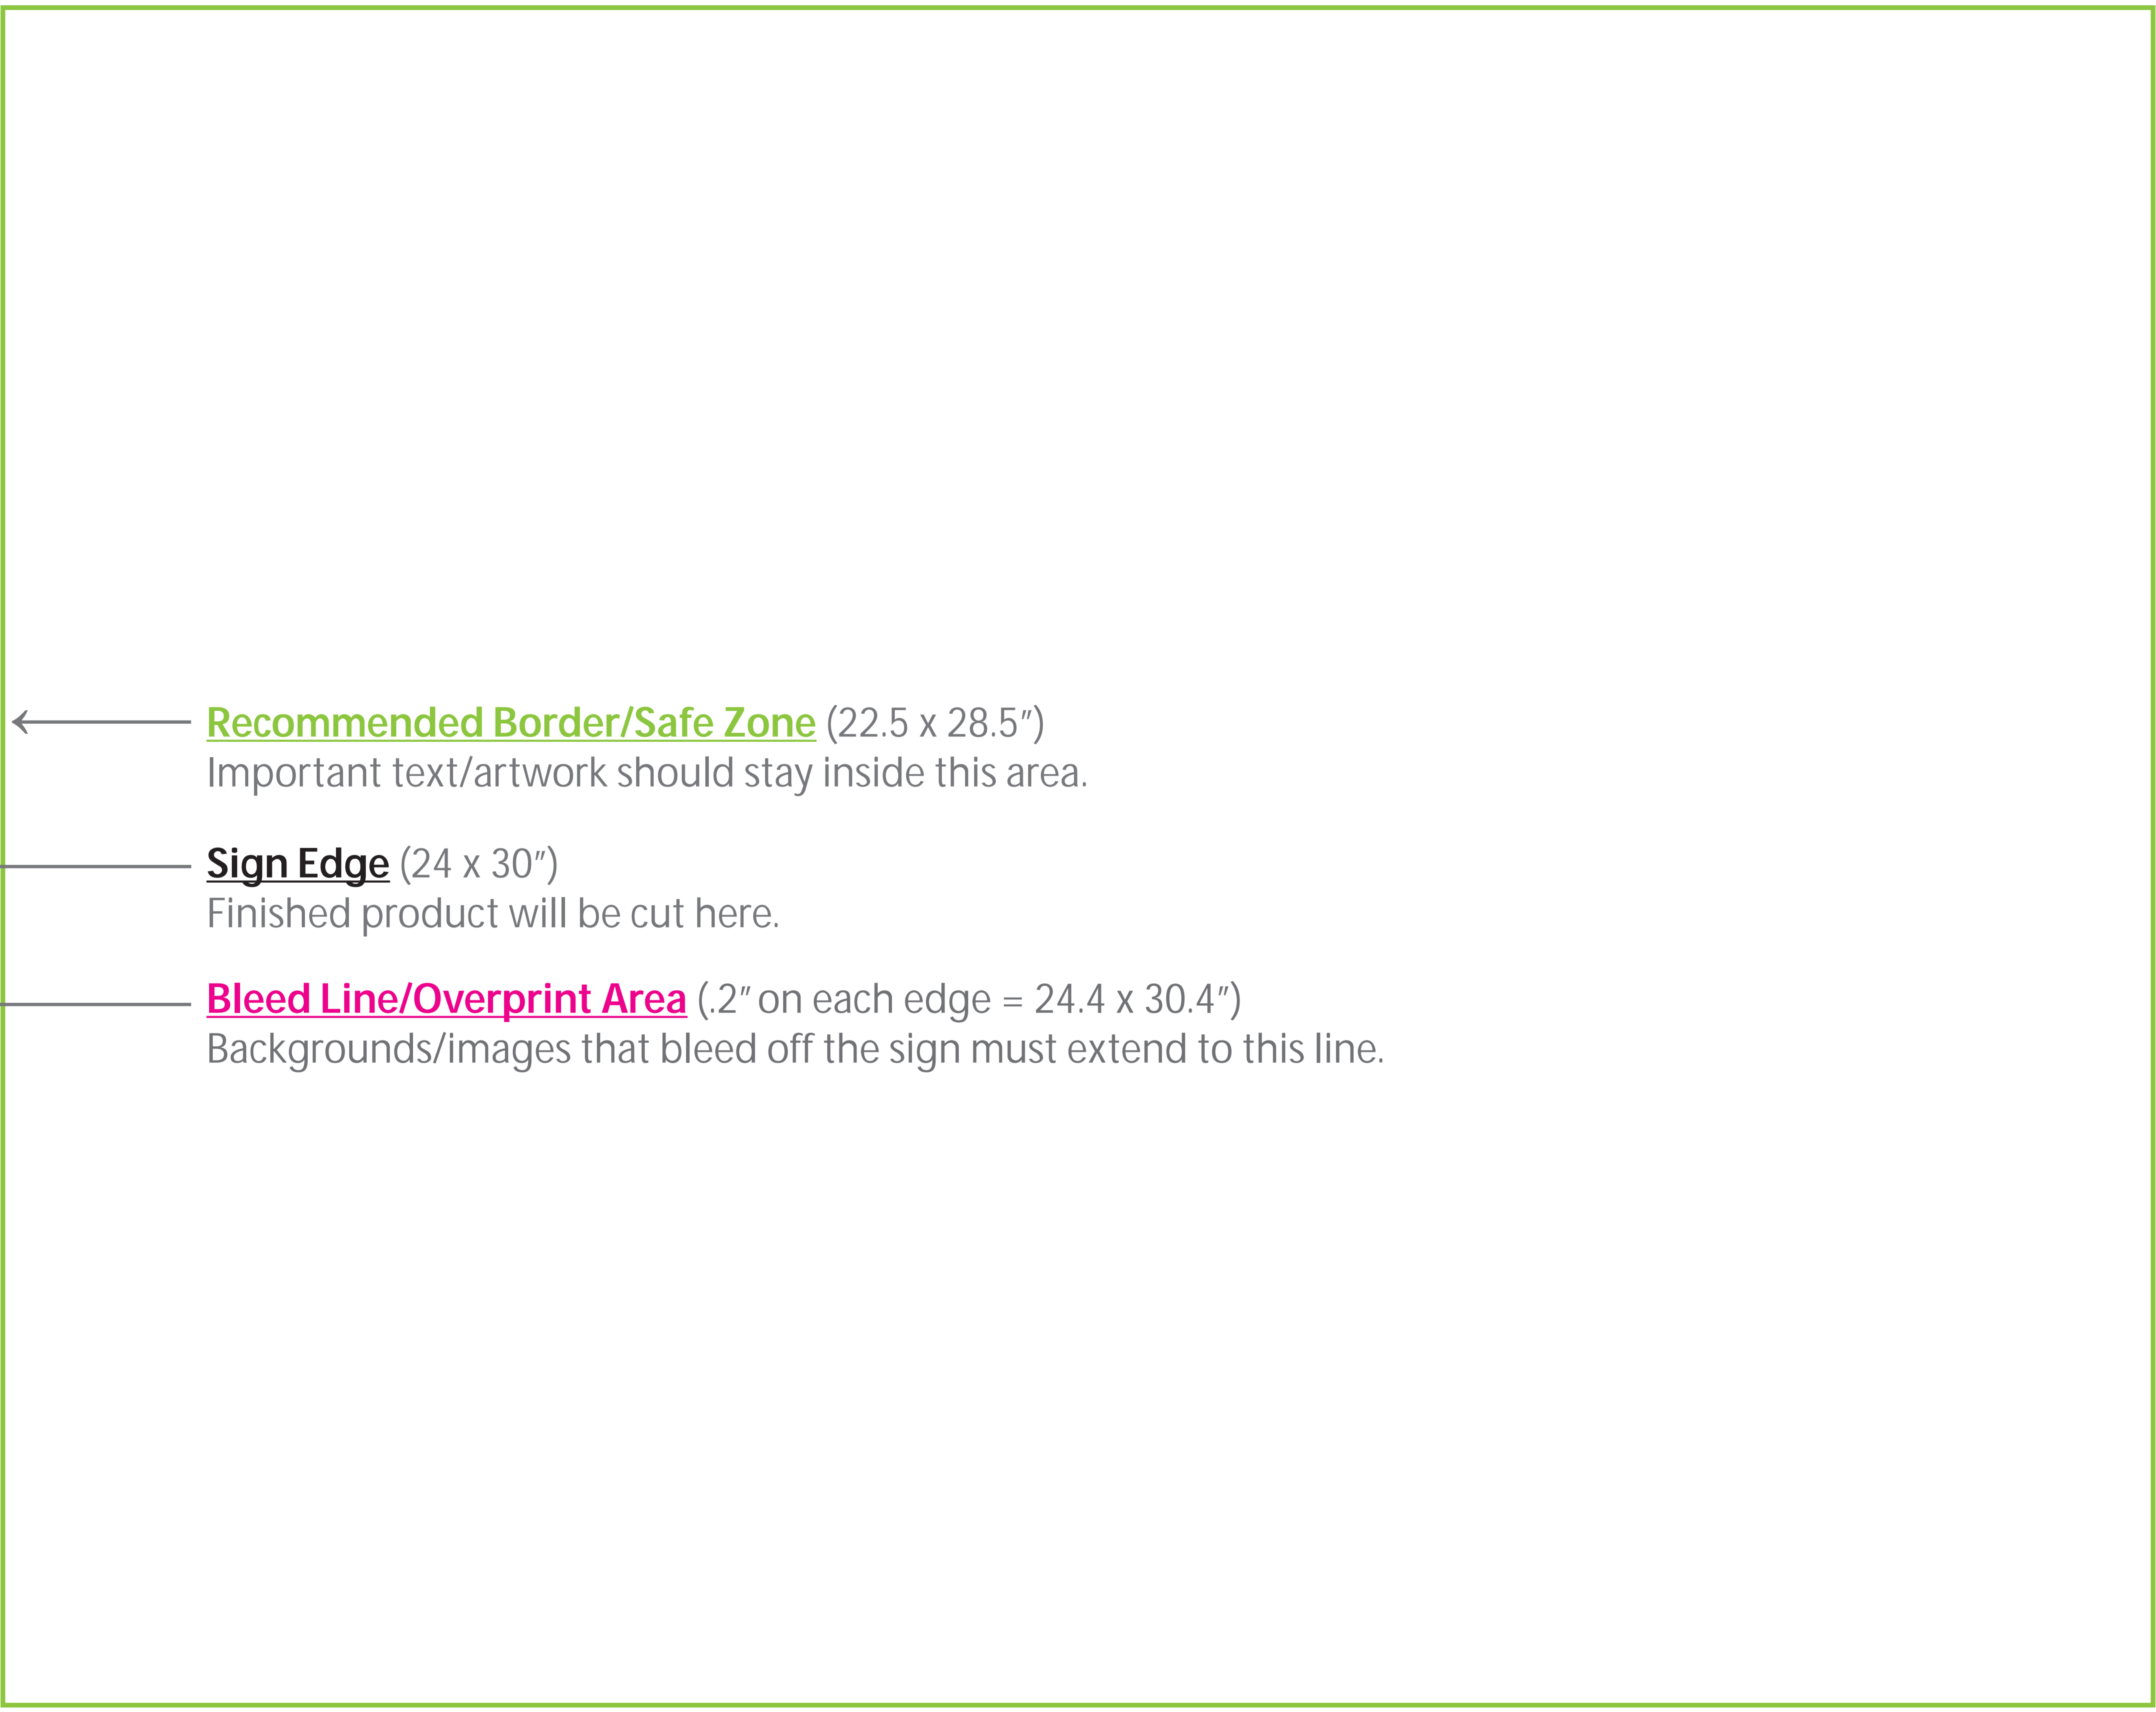 Recommended Border/Safe Zone (22.5 x 28.5″)
Important text/artwork should stay inside this area.
Sign Edge (24 x 30″)
Finished product will be cut here.
Bleed Line/Overprint Area (.2″ on each edge = 24.4 x 30.4″)
Backgrounds/images that bleed off the sign must extend to this line.